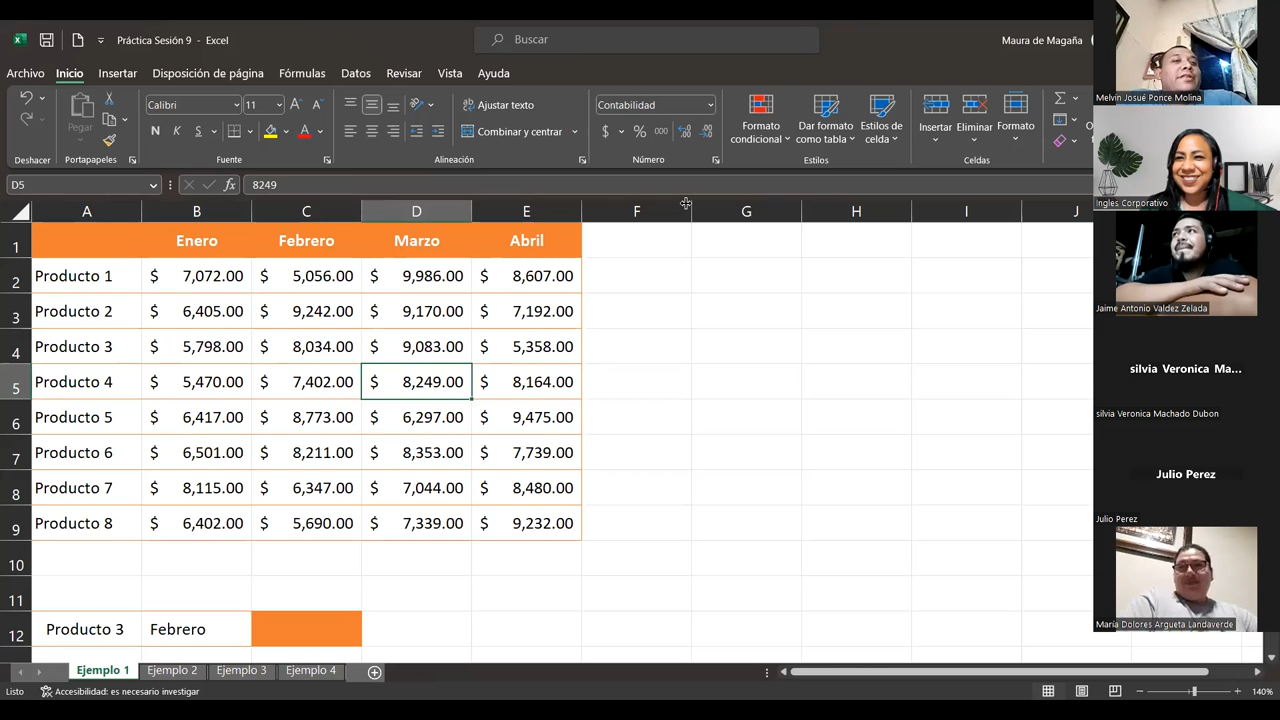 Práctica Sesión 9 - Excel
Buscar
Maura de Magaña
Archivo Inicio Insertar Disposición de página Fórmulas Datos Revisar Vista Ayuda
Pegar
Deshacer
Portapapeles
Calibri 11
N K S
Fuente
Ajustar texto
Combinar y centrar
Alineación
Contabilidad
$ % 000
Número
Formato condicional
Dar formato como tabla
Estilos de celda
Estilos
Insertar Eliminar Formato
Celdas
D5 fx 8249
A B C D E F G H I J
1 Enero Febrero Marzo Abril
2 Producto 1 $ 7,072.00 $ 5,056.00 $ 9,986.00 $ 8,607.00
3 Producto 2 $ 6,405.00 $ 9,242.00 $ 9,170.00 $ 7,192.00
4 Producto 3 $ 5,798.00 $ 8,034.00 $ 9,083.00 $ 5,358.00
5 Producto 4 $ 5,470.00 $ 7,402.00 $ 8,249.00 $ 8,164.00
6 Producto 5 $ 6,417.00 $ 8,773.00 $ 6,297.00 $ 9,475.00
7 Producto 6 $ 6,501.00 $ 8,211.00 $ 8,353.00 $ 7,739.00
8 Producto 7 $ 8,115.00 $ 6,347.00 $ 7,044.00 $ 8,480.00
9 Producto 8 $ 6,402.00 $ 5,690.00 $ 7,339.00 $ 9,232.00
10
11
12 Producto 3 Febrero
Ejemplo 1 Ejemplo 2 Ejemplo 3 Ejemplo 4
Listo Accesibilidad: es necesario investigar 140%
Melvin Josué Ponce Molina
Ingles Corporativo
Jaime Antonio Valdez Zelada
silvia Veronica Ma...
silvia Veronica Machado Dubon
Julio Perez
Julio Perez
María Dolores Argueta Landaverde